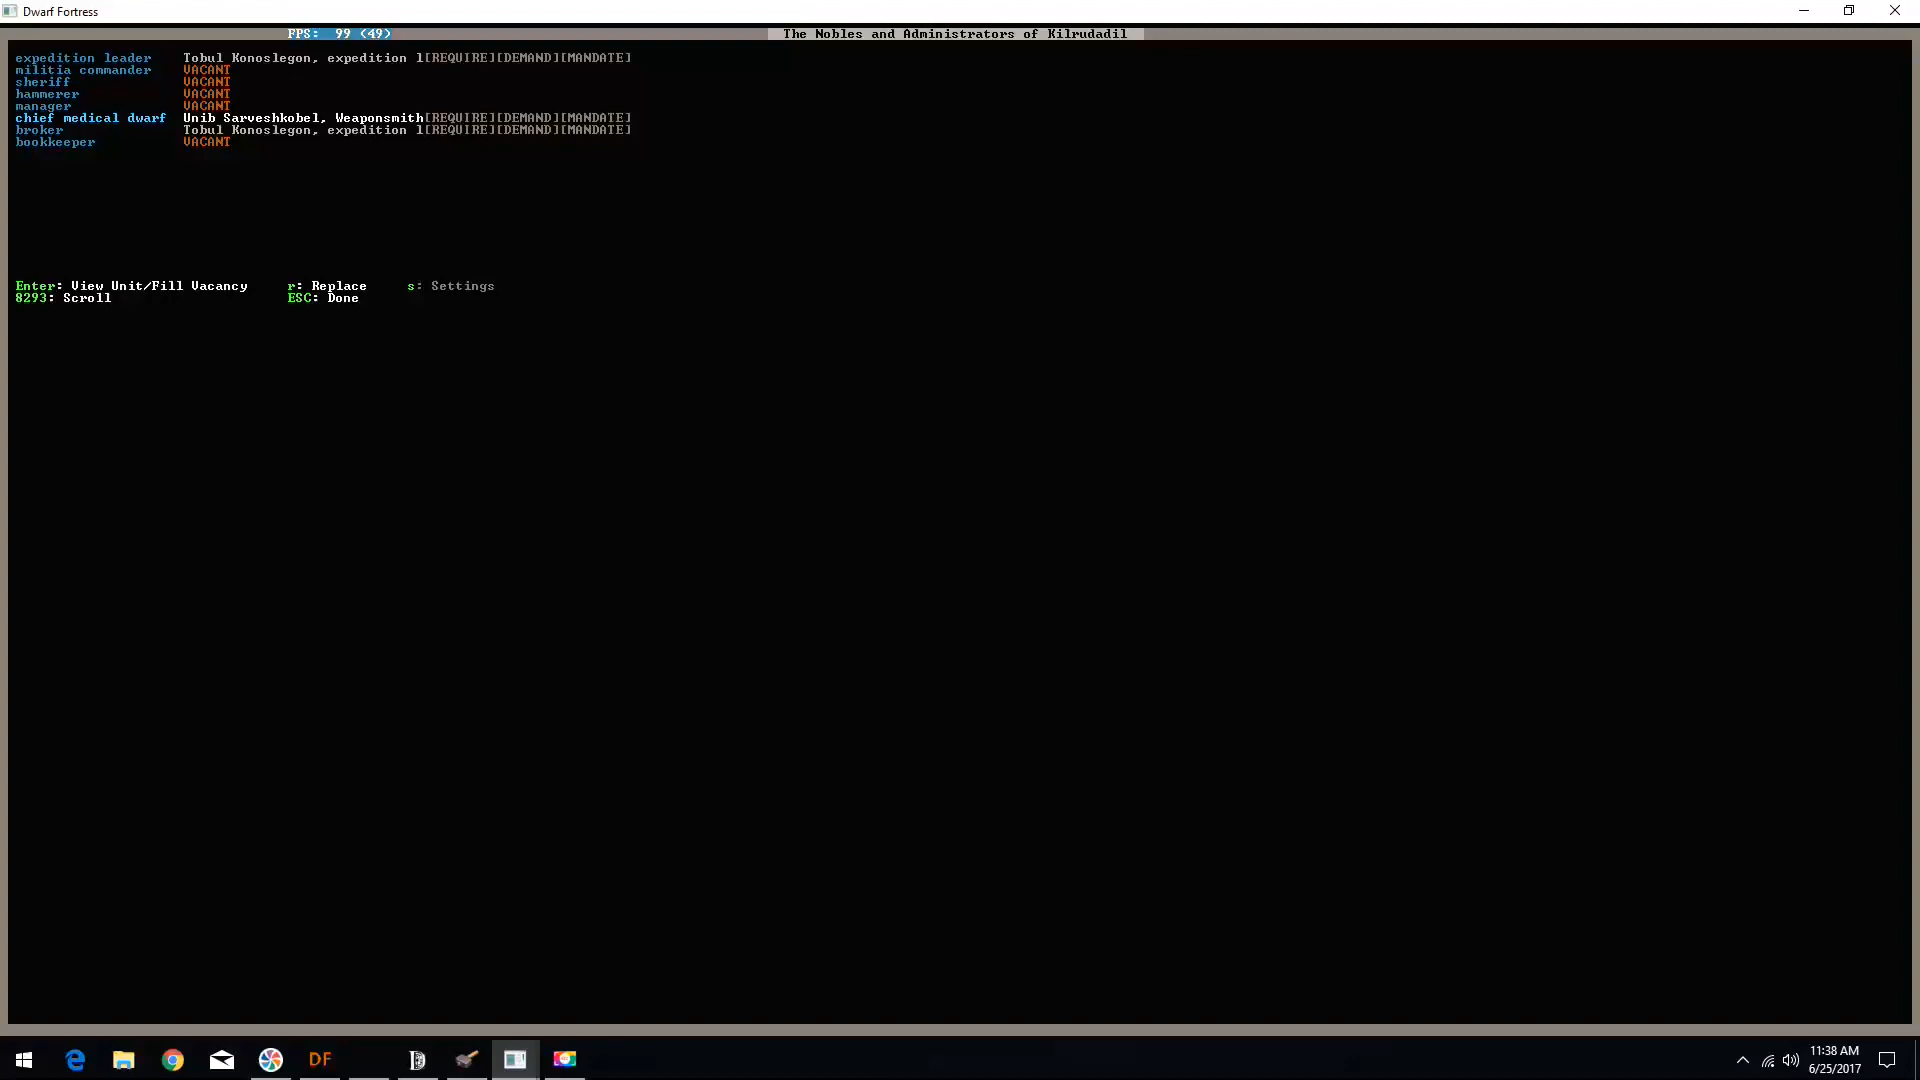 Dwarf Fortress
FPS: 99 (49)
The Nobles and Administrators of Kilrudadil
expedition leader Tobul Konoslegon, expedition l[REQUIRE][DEMAND][MANDATE]
militia commander VACANT
sheriff VACANT
hammerer VACANT
manager VACANT
chief medical dwarf Unib Sarveshkobel, Weaponsmith[REQUIRE][DEMAND][MANDATE]
broker Tobul Konoslegon, expedition l[REQUIRE][DEMAND][MANDATE]
bookkeeper VACANT
Enter: View Unit/Fill Vacancy r: Replace s: Settings
8293: Scroll ESC: Done
DF
11:38 AM
6/25/2017